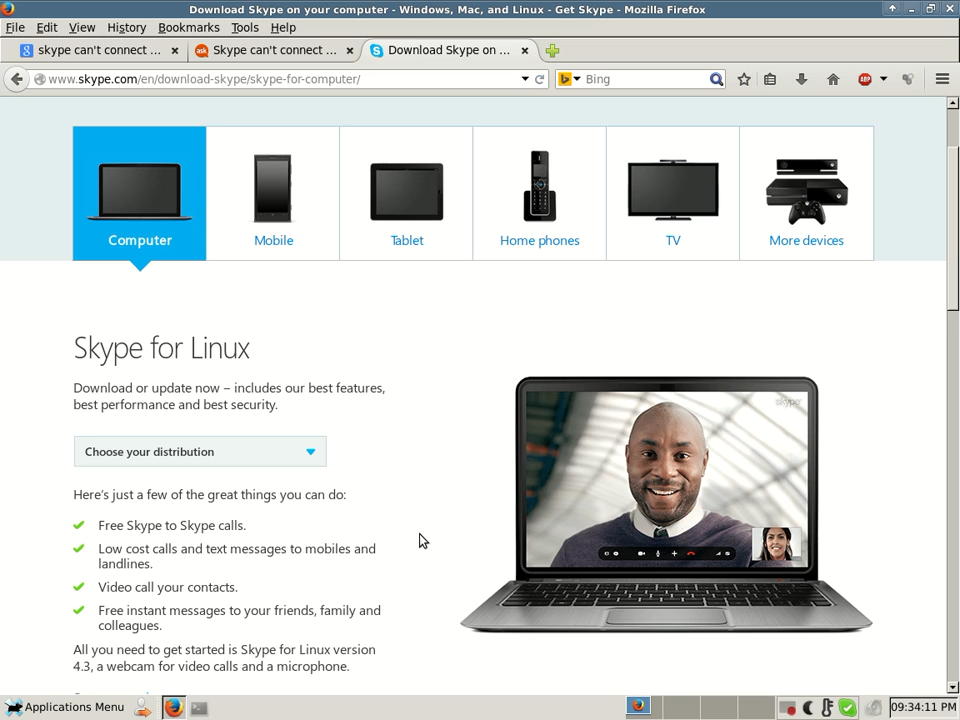 Download Skype on your computer - Windows, Mac, and Linux - Get Skype - Mozilla Firefox
File Edit View History Bookmarks Tools Help
skype can't connect ...
Skype can't connect ...
Download Skype on ...
www.skype.com/en/download-skype/skype-for-computer/
Bing
ABP
Computer
Mobile
Tablet
Home phones
TV
More devices
Skype for Linux
Download or update now – includes our best features,
best performance and best security.
Choose your distribution
Here's just a few of the great things you can do:
Free Skype to Skype calls.
Low cost calls and text messages to mobiles and
landlines.
Video call your contacts.
Free instant messages to your friends, family and
colleagues.
All you need to get started is Skype for Linux version
4.3, a webcam for video calls and a microphone.
skype
Applications Menu
09:34:11 PM